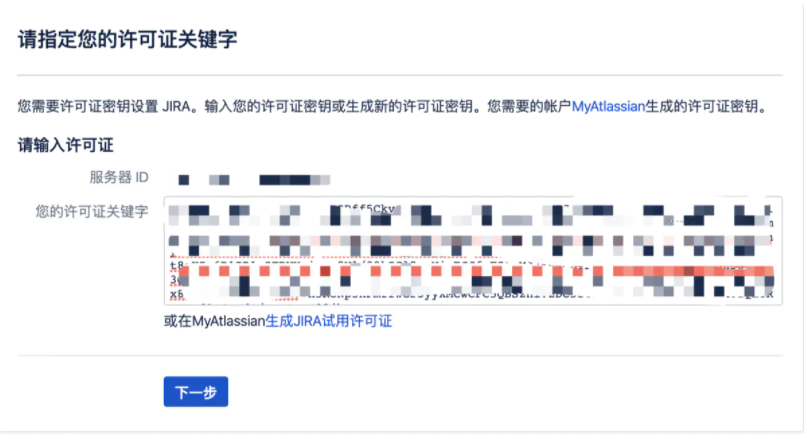 请指定您的许可证关键字
您需要许可证密钥设置 JIRA。输入您的许可证密钥或生成新的许可证密钥。您需要的帐户MyAtlassian生成的许可证密钥。
请输入许可证
服务器 ID
您的许可证关键字
或在MyAtlassian生成JIRA试用许可证
下一步